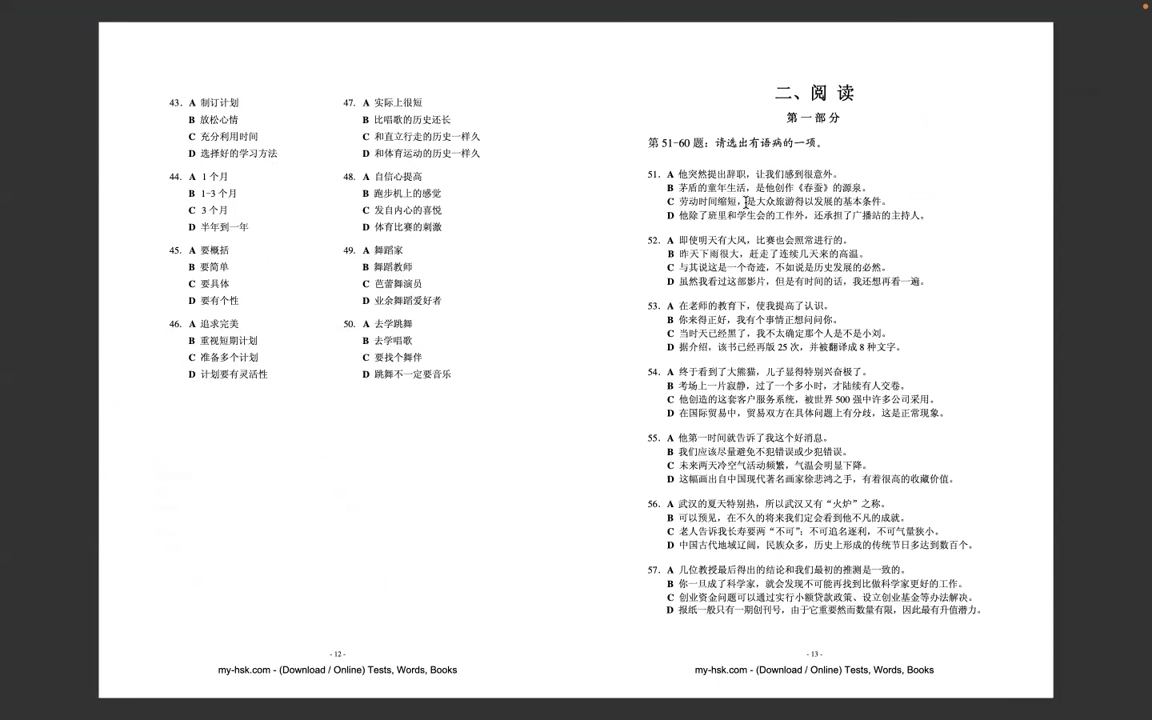 43. A 制订计划
B 放松心情
C 充分利用时间
D 选择好的学习方法
44. A 1 个月
B 1-3 个月
C 3 个月
D 半年到一年
45. A 要概括
B 要简单
C 要具体
D 要有个性
46. A 追求完美
B 重视短期计划
C 准备多个计划
D 计划要有灵活性
47. A 实际上很短
B 比唱歌的历史还长
C 和直立行走的历史一样久
D 和体育运动的历史一样久
48. A 自信心提高
B 跑步机上的感觉
C 发自内心的喜悦
D 体育比赛的刺激
49. A 舞蹈家
B 舞蹈教师
C 芭蕾舞演员
D 业余舞蹈爱好者
50. A 去学跳舞
B 去学唱歌
C 要找个舞伴
D 跳舞不一定要音乐
- 12 -
my-hsk.com - (Download / Online) Tests, Words, Books
二、阅 读
第一部分
第 51-60 题：请选出有语病的一项。
51. A 他突然提出辞职，让我们感到很意外。
B 茅盾的童年生活，是他创作《春蚕》的源泉。
C 劳动时间缩短，是大众旅游得以发展的基本条件。
D 他除了班里和学生会的工作外，还承担了广播站的主持人。
52. A 即使明天有大风，比赛也会照常进行的。
B 昨天下雨很大，赶走了连续几天来的高温。
C 与其说这是一个奇迹，不如说是历史发展的必然。
D 虽然我看过这部影片，但是有时间的话，我还想再看一遍。
53. A 在老师的教育下，使我提高了认识。
B 你来得正好，我有个事情正想问问你。
C 当时天已经黑了，我不太确定那个人是不是小刘。
D 据介绍，该书已经再版 25 次，并被翻译成 8 种文字。
54. A 终于看到了大熊猫，儿子显得特别兴奋极了。
B 考场上一片寂静，过了一个多小时，才陆续有人交卷。
C 他创造的这套客户服务系统，被世界 500 强中许多公司采用。
D 在国际贸易中，贸易双方在具体问题上有分歧，这是正常现象。
55. A 他第一时间就告诉了我这个好消息。
B 我们应该尽量避免不犯错误或少犯错误。
C 未来两天冷空气活动频繁，气温会明显下降。
D 这幅画出自中国现代著名画家徐悲鸿之手，有着很高的收藏价值。
56. A 武汉的夏天特别热，所以武汉又有“火炉”之称。
B 可以预见，在不久的将来我们定会看到他不凡的成就。
C 老人告诉我长寿要两“不可”：不可追名逐利，不可气量狭小。
D 中国古代地域辽阔，民族众多，历史上形成的传统节日多达到数百个。
57. A 几位教授最后得出的结论和我们最初的推测是一致的。
B 你一旦成了科学家，就会发现不可能再找到比做科学家更好的工作。
C 创业资金问题可以通过实行小额贷款政策、设立创业基金等办法解决。
D 报纸一般只有一期创刊号，由于它重要然而数量有限，因此最有升值潜力。
- 13 -
my-hsk.com - (Download / Online) Tests, Words, Books